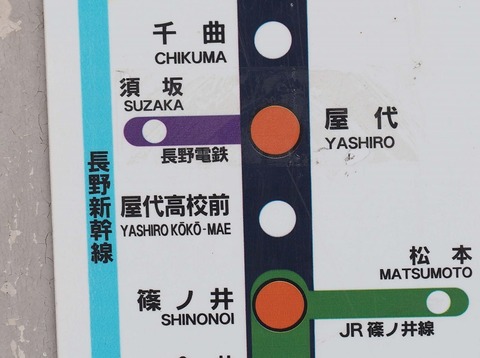 千曲
CHIKUMA
須坂
SUZAKA
長野電鉄
屋代
YASHIRO
長野新幹線
屋代高校前
YASHIRO KŌKŌ-MAE
松本
MATSUMOTO
篠ノ井
SHINONOI
JR篠ノ井線